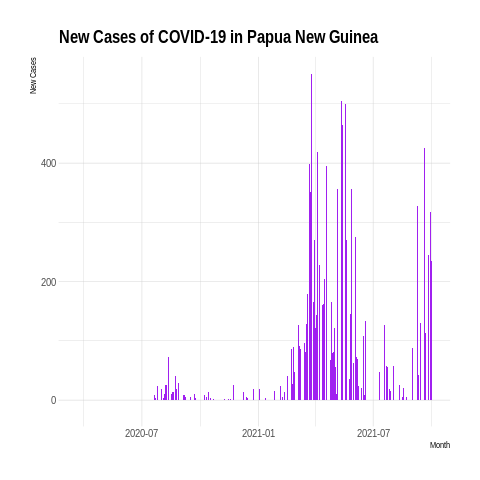 New Cases of COVID-19 in Papua New Guinea
New Cases
400
200
0
2020-07
2021-01
2021-07
Month